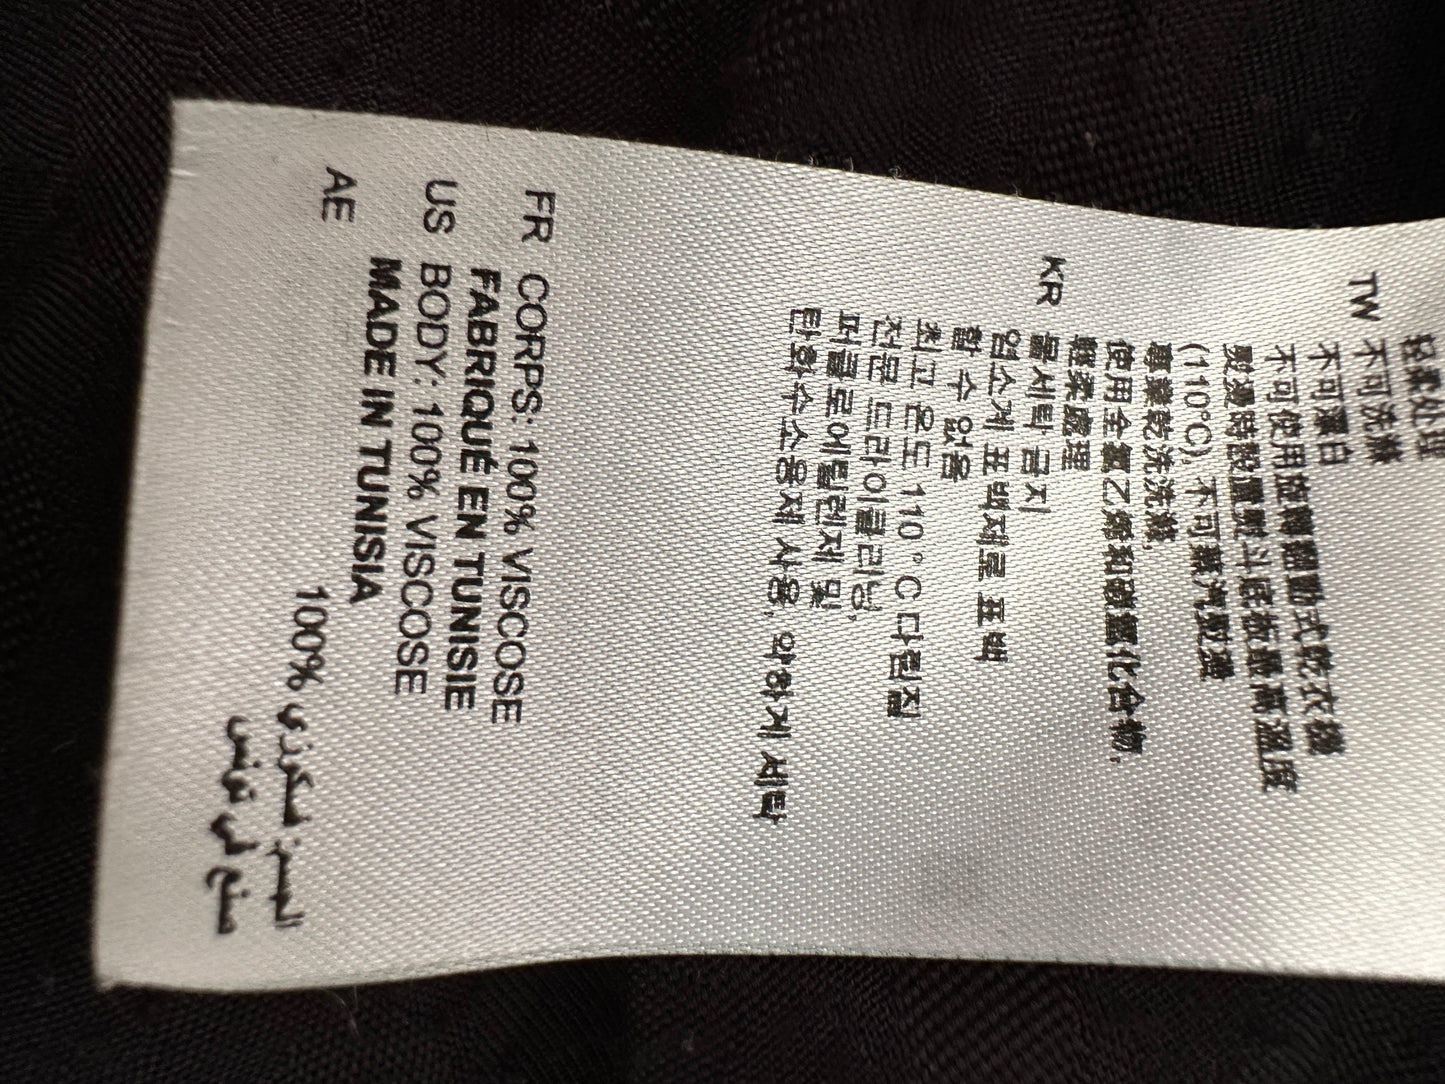 轻柔处理
TW 不可洗滌
不可漂白
不可使用旋轉翻動式乾衣機
熨燙時設置熨斗底板最高溫度
(110°C), 不可蒸汽熨燙
專業乾洗洗滌,
使用全氯乙烯和碳氫化合物,
輕柔處理
KR 물세탁 금지
염소계 표백제로 표백
할 수 없음
최고 온도 110°C 다림질
전문 드라이클리닝,
퍼클로에틸렌저 및
탄화수소용제 사용, 약하게 세탁
FR CORPS: 100% VISCOSE
FABRIQUÉ EN TUNISIE
US BODY: 100% VISCOSE
MADE IN TUNISIA
AE
الجسم: فسكوزى 100%
صنع فى تونس